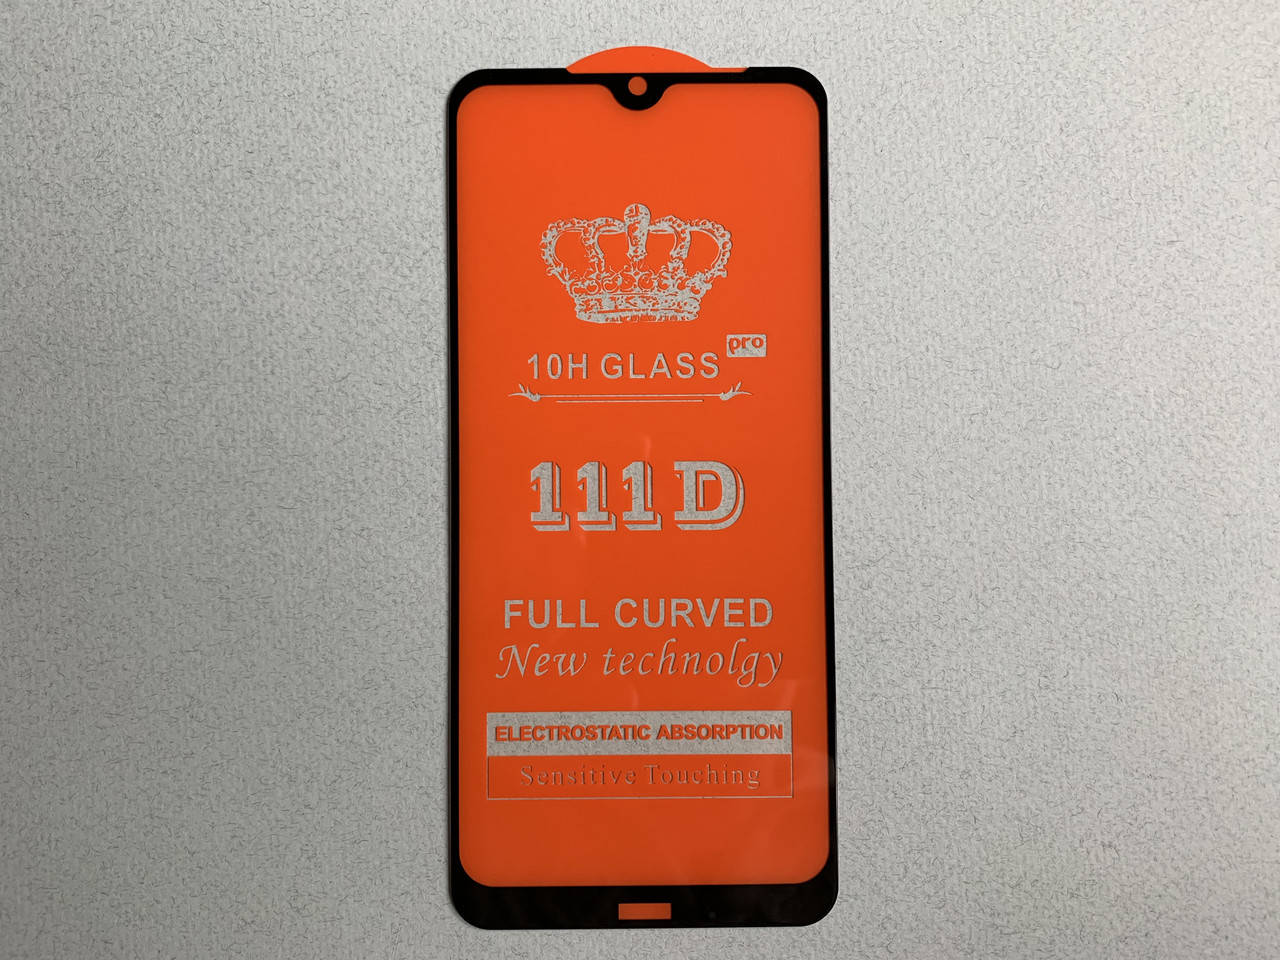 pro
10H GLASS
111D
FULL CURVED
New technolgy
ELECTROSTATIC ABSORPTION
Sensitive Touching